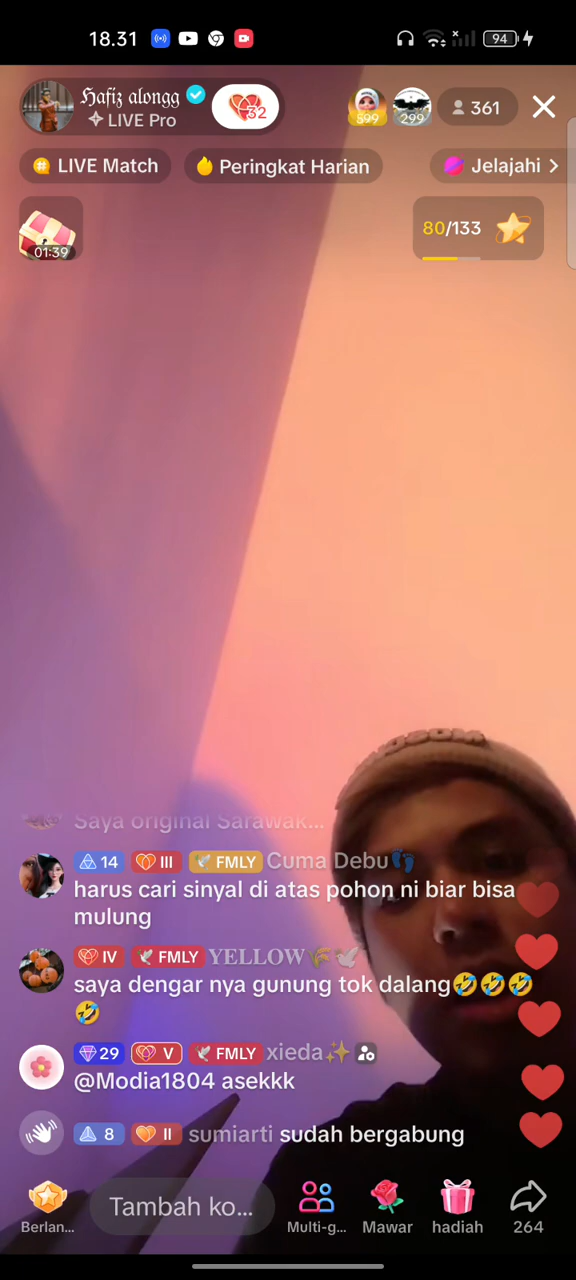 18.31
94
ℌafiz alongg
LIVE Pro
32
599
299
361
LIVE Match
Peringkat Harian
Jelajahi >
01:39
80/133
Saya original Sarawak...
14 III FMLY Cuma Debu👣
harus cari sinyal di atas pohon ni biar bisa
mulung
IV FMLY YELLOW🌾🕊️
saya dengar nya gunung tok dalang🤣🤣🤣
🤣
29 V FMLY xieda✨
@Modia1804 asekkk
8 II sumiarti sudah bergabung
Tambah ko...
Berlan...
Multi-g...
Mawar
hadiah
264